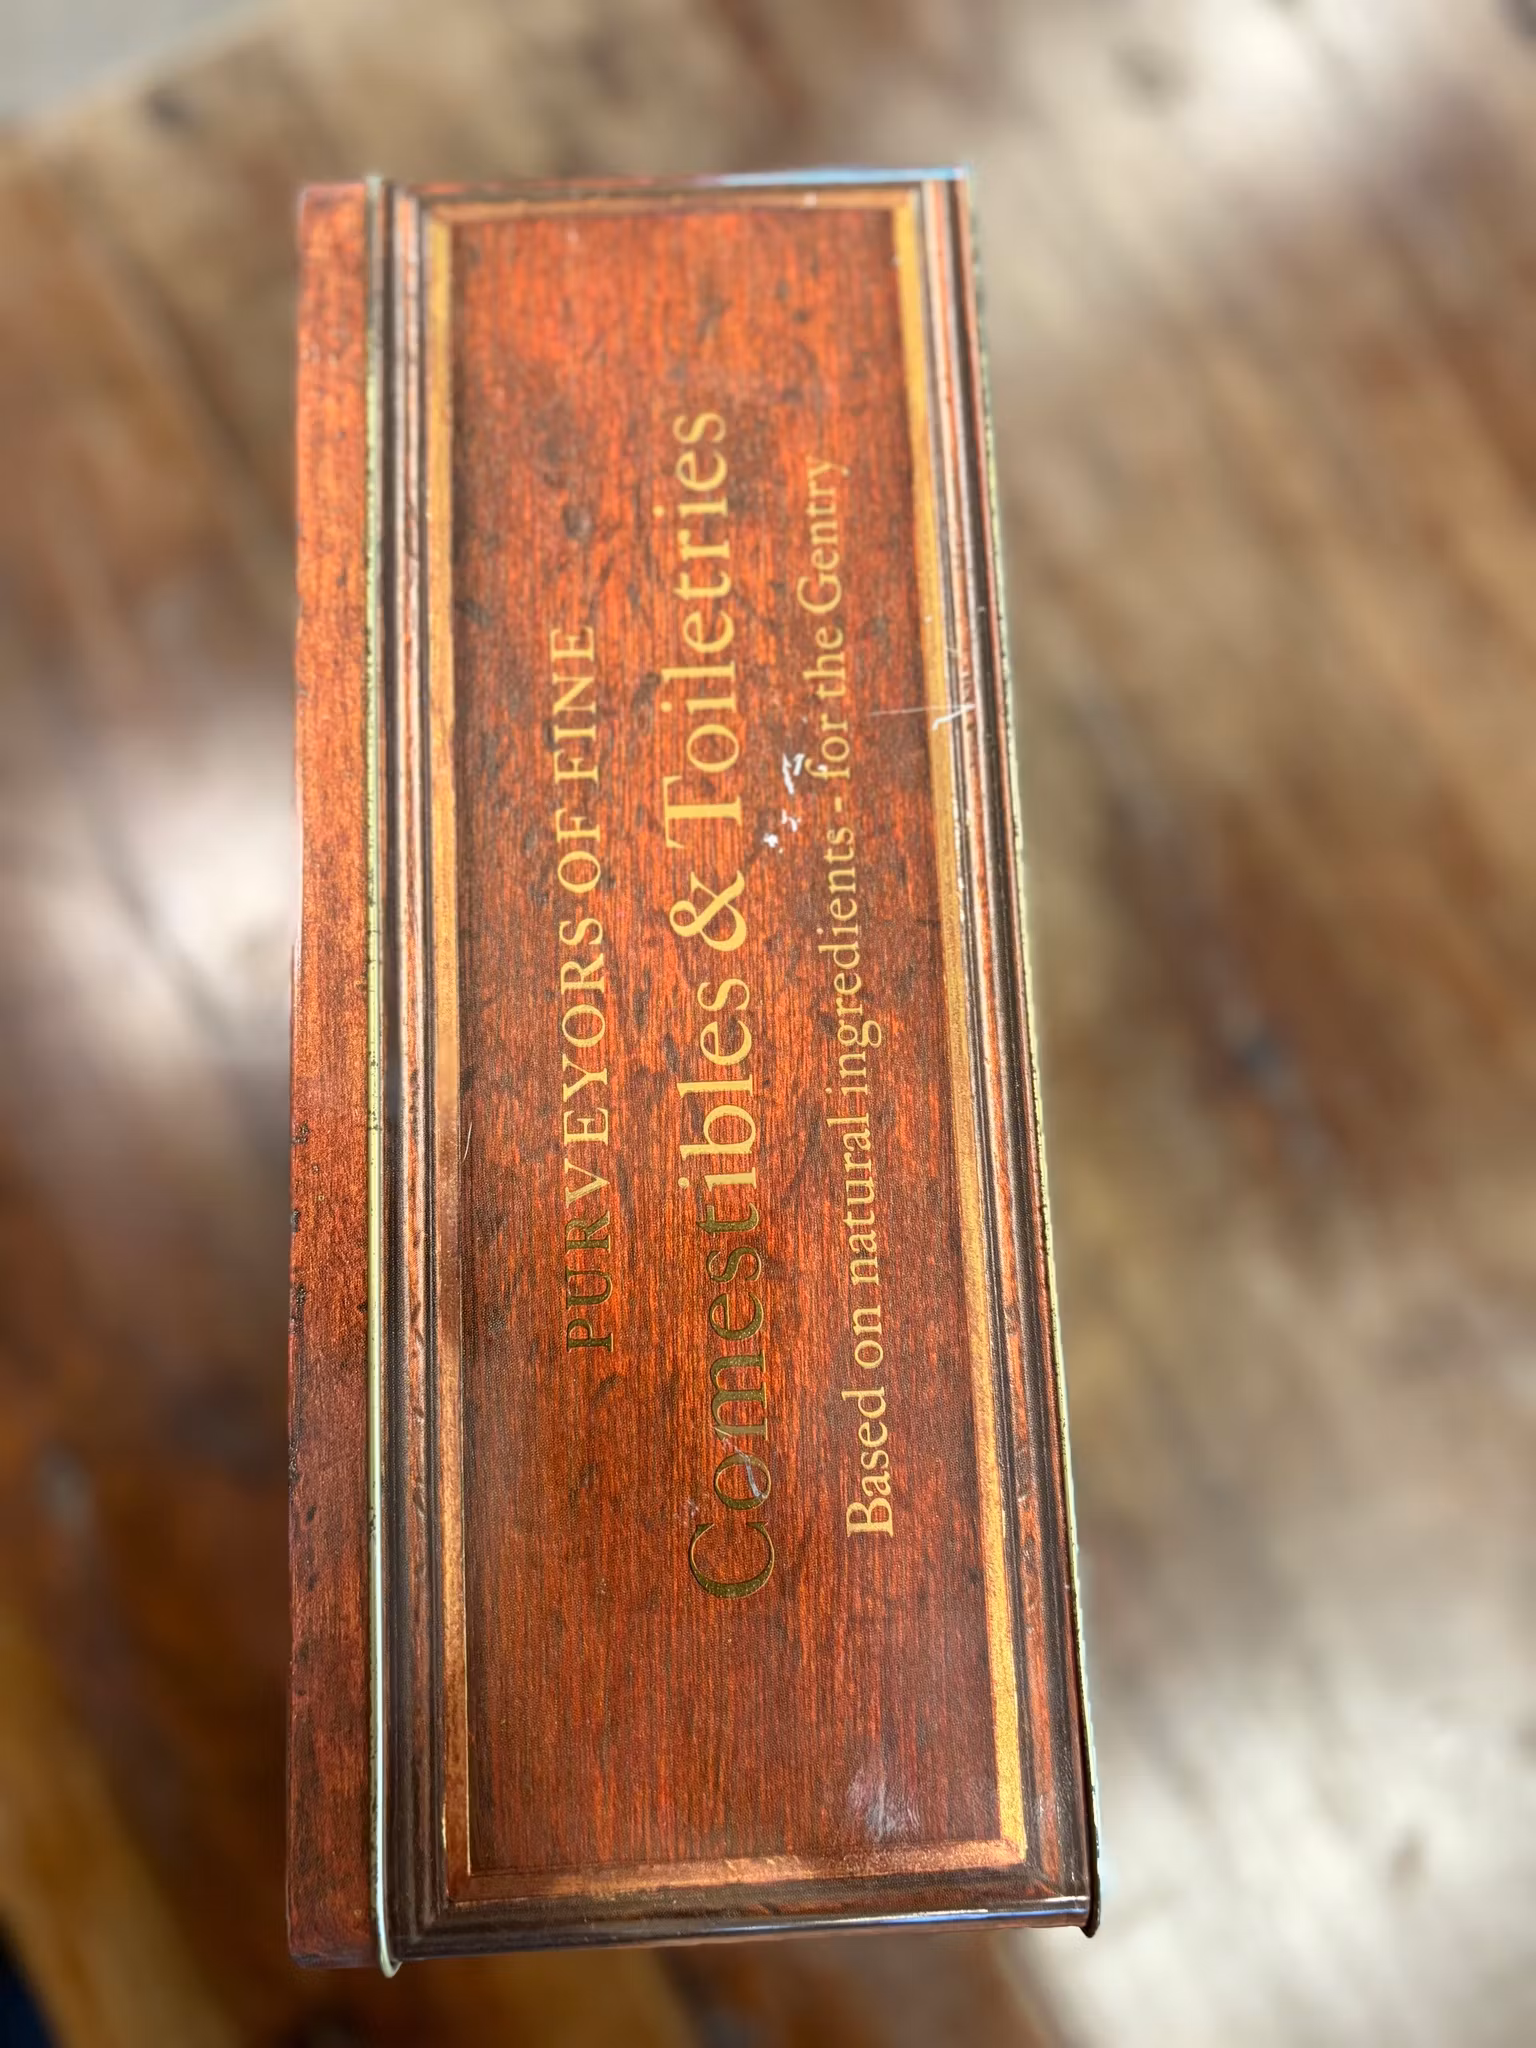 PURVEYORS OF FINE
Comestibles & Toiletries
Based on natural ingredients - for the Gentry